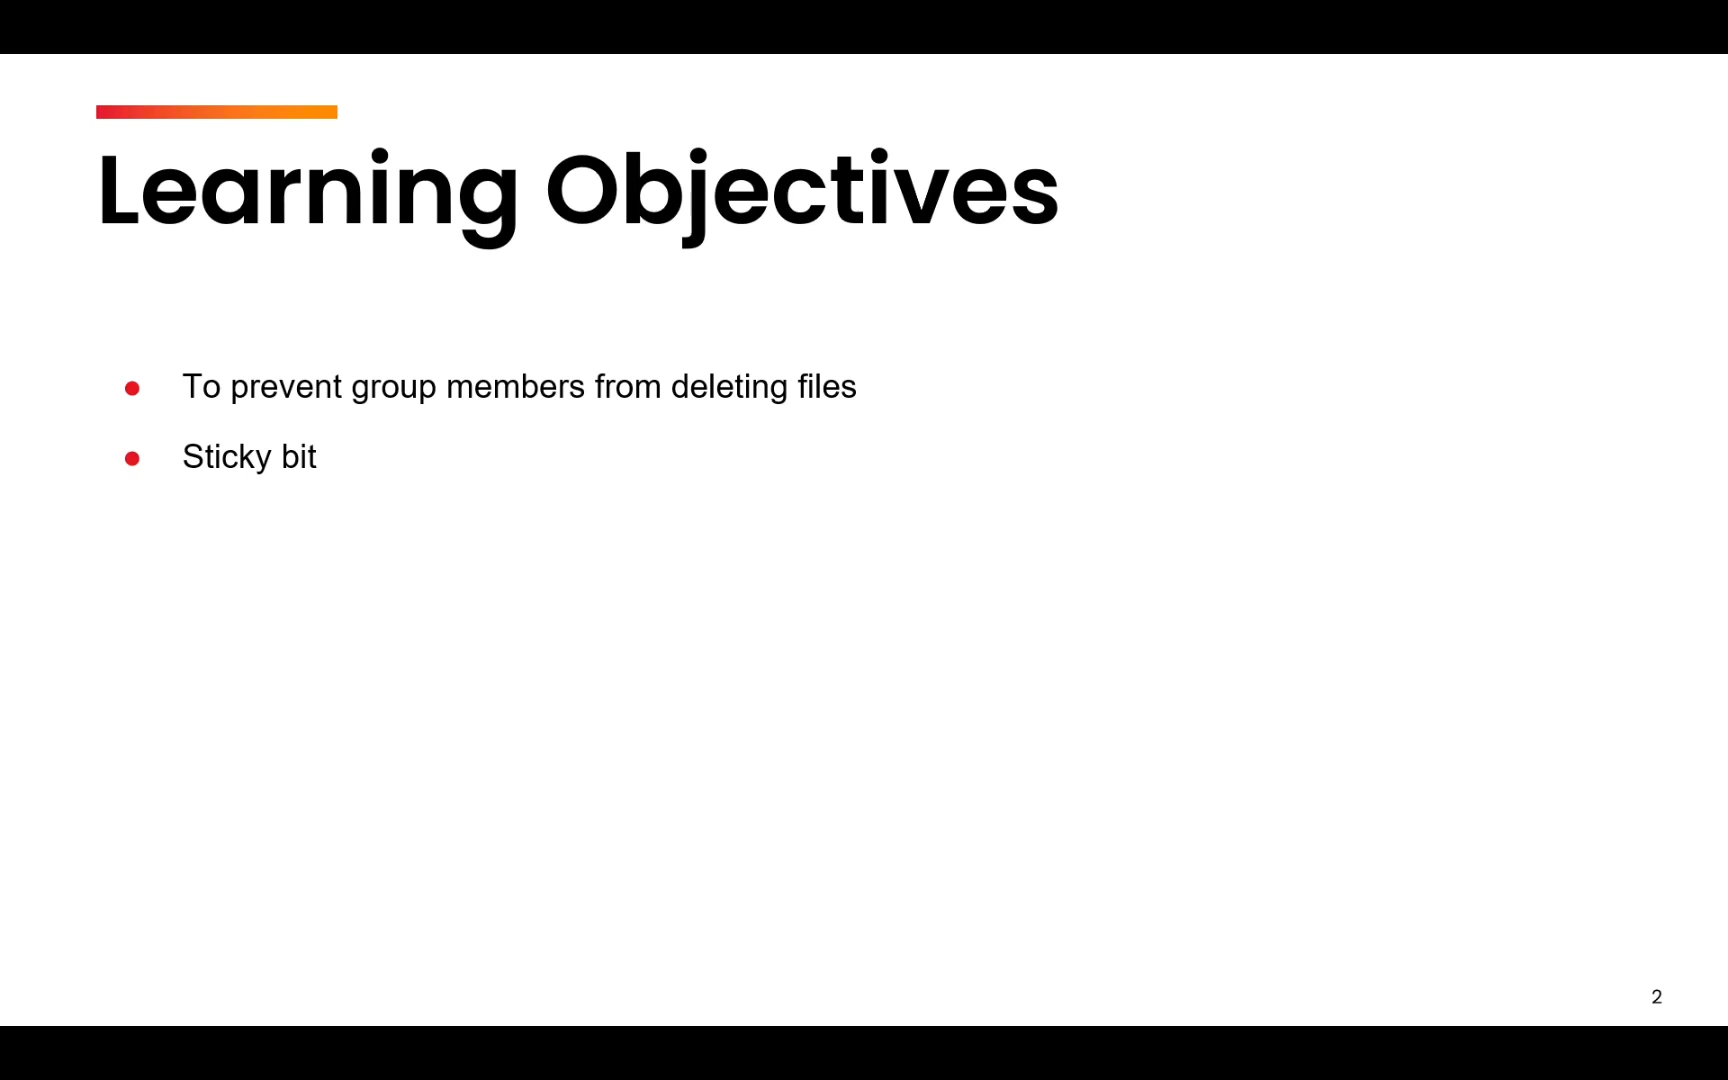 Learning Objectives
To prevent group members from deleting files
Sticky bit
2